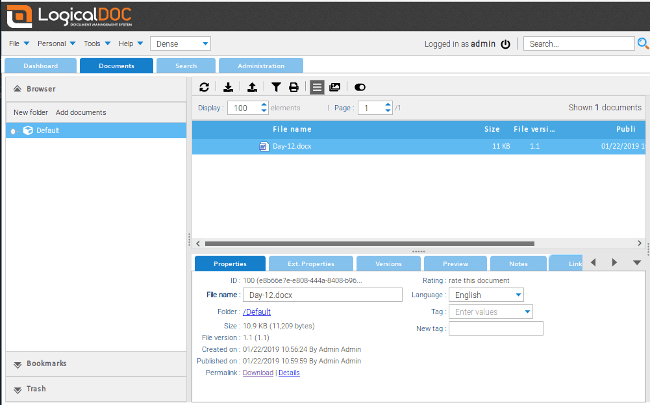 LogicalDOC
DOCUMENT MANAGEMENT SYSTEM
File Personal Tools Help Dense Logged in as admin Search...
Dashboard Documents Search Administration
Browser
New folder Add documents
Default
Display : 100 elements Page : 1 /1 Shown 1 documents
File name Size File versi... Publi
Day-12.docx 11 KB 1.1 01/22/2019 10
Properties Ext. Properties Versions Preview Notes Link
ID : 100 (e8b66e7e-e808-444a-8408-b96... Rating : rate this document
File name : Day-12.docx Language : English
Folder : /Default Tag : Enter values
Size : 10.9 KB (11,209 bytes) New tag :
File version : 1.1 (1.1)
Created on : 01/22/2019 10:56:24 By Admin Admin
Published on : 01/22/2019 10:59:59 By Admin Admin
Permalink : Download | Details
Bookmarks
Trash